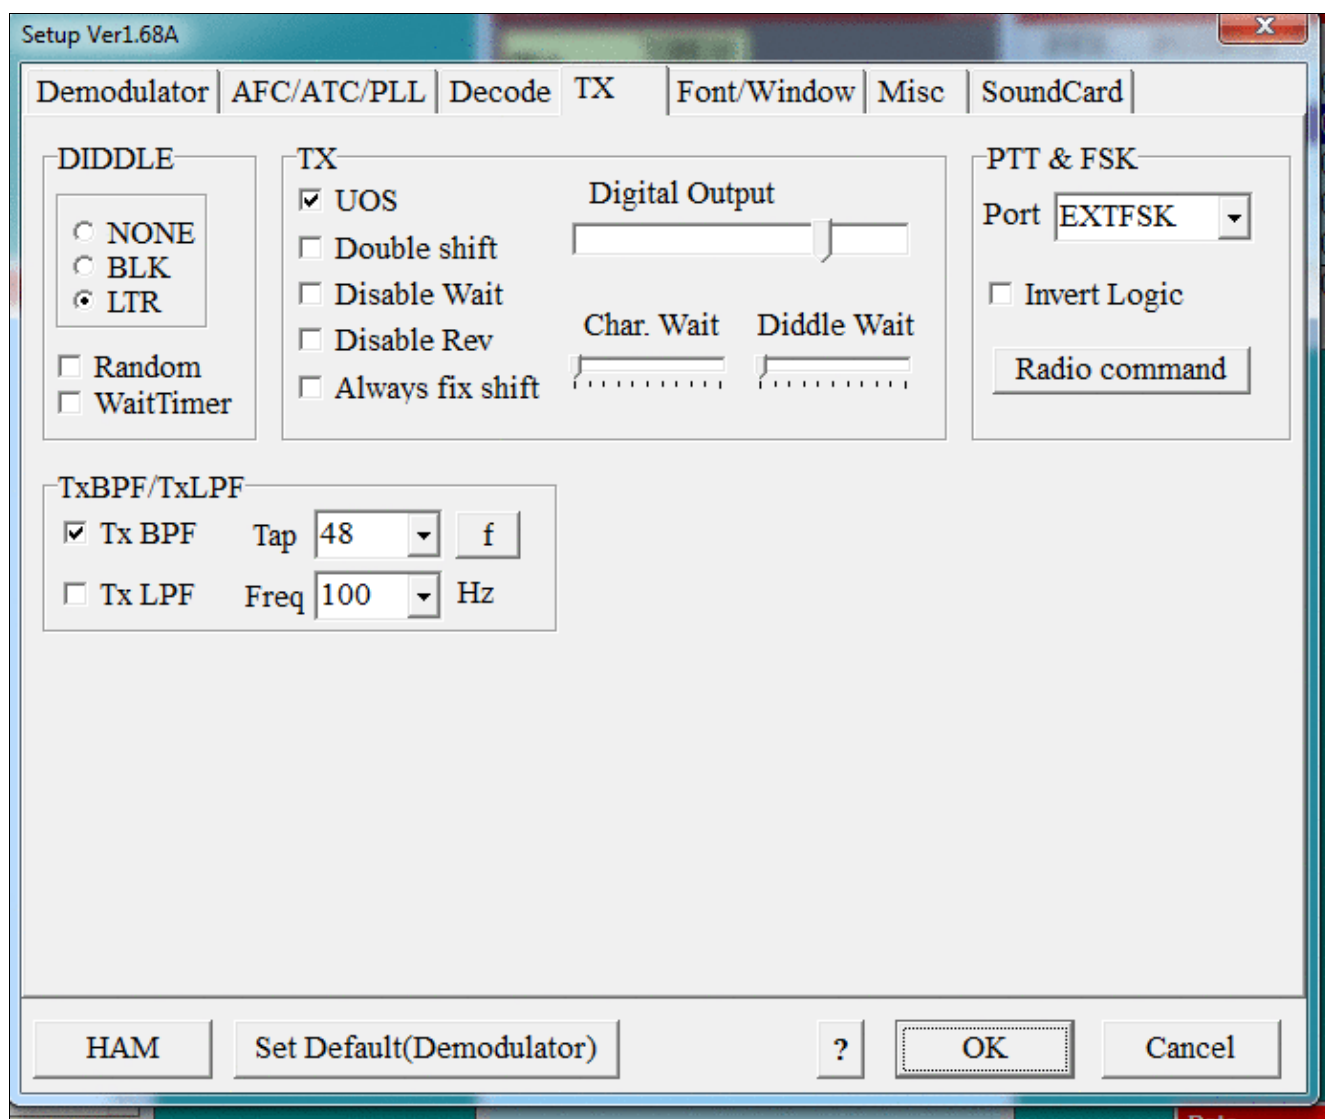 Setup Ver1.68A
X
Demodulator AFC/ATC/PLL Decode TX Font/Window Misc SoundCard
DIDDLE
NONE
BLK
LTR
Random
WaitTimer
TX
UOS
Double shift
Disable Wait
Disable Rev
Always fix shift
Digital Output
Char. Wait Diddle Wait
PTT & FSK
Port EXTFSK
Invert Logic
Radio command
TxBPF/TxLPF
Tx BPF Tap 48 f
Tx LPF Freq 100 Hz
HAM Set Default(Demodulator) ? OK Cancel